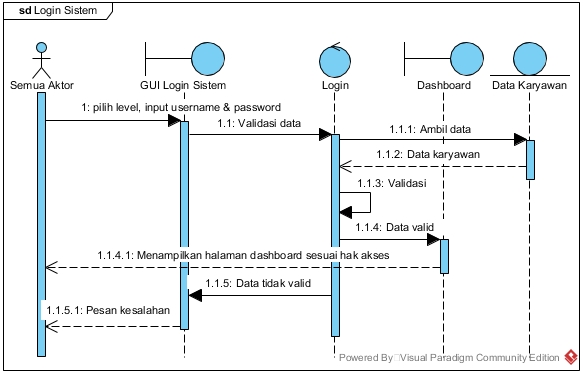 sd Login Sistem
Semua Aktor
GUI Login Sistem
Login
Dashboard
Data Karyawan
1: pilih level, input username & password
1.1: Validasi data
1.1.1: Ambil data
1.1.2: Data karyawan
1.1.3: Validasi
1.1.4: Data valid
1.1.4.1: Menampilkan halaman dashboard sesuai hak akses
1.1.5: Data tidak valid
1.1.5.1: Pesan kesalahan
Powered By Visual Paradigm Community Edition